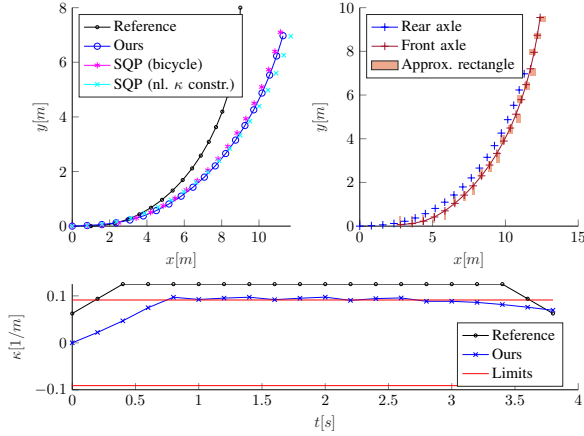 Reference
Ours
SQP (bicycle)
SQP (nl. κ constr.)
y[m]
8
6
4
2
0
0 2 4 6 8 10
x[m]
Rear axle
Front axle
Approx. rectangle
y[m]
10
8
6
4
2
0
0 5 10 15
x[m]
κ[1/m]
0.1
0
−0.1
Reference
Ours
Limits
0 0.5 1 1.5 2 2.5 3 3.5 4
t[s]